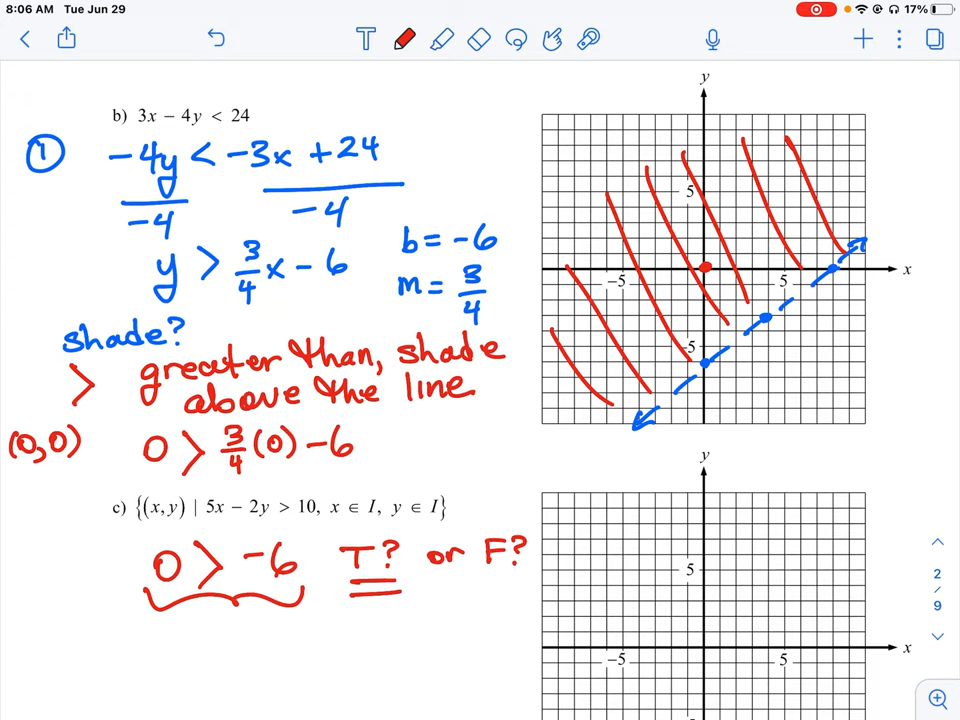 8:06 AM Tue Jun 29 17%
T
y
b) 3x − 4y < 24
① −4y < −3x + 24
−4 −4
y > 3/4 x − 6 b = −6
m = 3/4
5
−5 5 x
−5
shade?
> greater than, shade
above the line
(0,0) 0 > 3/4 (0) − 6
y
c) {(x, y) | 5x − 2y > 10, x ∈ I, y ∈ I}
0 > −6 T? or F?
5
−5 5 x
2
/
9